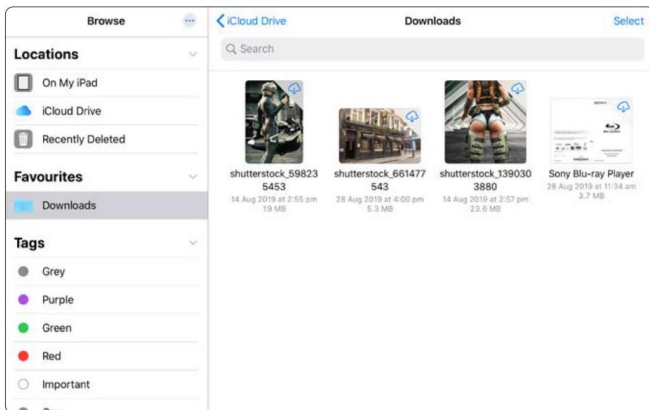 Browse
Locations
On My iPad
iCloud Drive
Recently Deleted
Favourites
Downloads
Tags
Grey
Purple
Green
Red
Important
iCloud Drive
Downloads
Select
Search
shutterstock_59823
5453
14 Aug 2019 at 2:55 pm
19 MB
shutterstock_661477
543
28 Aug 2019 at 4:00 pm
5.3 MB
shutterstock_139030
3880
14 Aug 2019 at 2:57 pm
23.6 MB
SONY
Sony Blu-ray Player
28 Aug 2019 at 11:34 am
3.7 MB